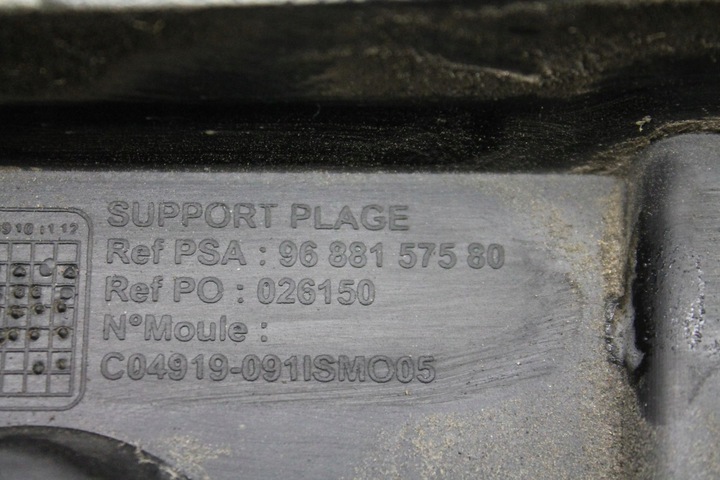 SUPPORT PLAGE
Ref PSA : 96 881 575 80
Ref PO : 026150
N°Moule :
C04919-091ISMO05